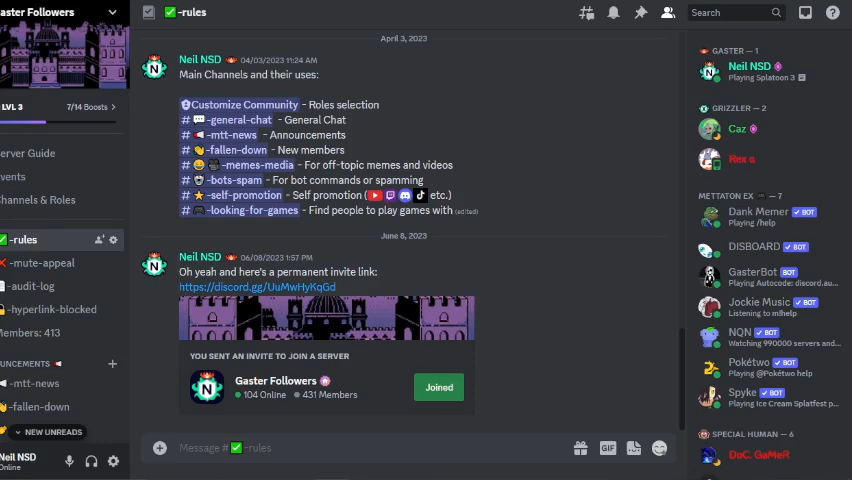 aster Followers
-rules
Search
LVL 3
7/14 Boosts
erver Guide
vents
hannels & Roles
-rules
-mute-appeal
-audit-log
-hyperlink-blocked
Members: 413
UNCEMENTS
-mtt-news
-fallen-down
NEW UNREADS
Neil NSD
Online
April 3, 2023
Neil NSD 04/03/2023 11:24 AM
Main Channels and their uses:
Customize Community - Roles selection
# -general-chat - General Chat
# -mtt-news - Announcements
# -fallen-down - New members
# -memes-media - For off-topic memes and videos
# -bots-spam - For bot commands or spamming
# -self-promotion - Self promotion ( etc.)
# -looking-for-games - Find people to play games with (edited)
June 8, 2023
Neil NSD 06/08/2023 1:57 PM
Oh yeah and here's a permanent invite link:
https://discord.gg/UuMwHyKqGd
YOU SENT AN INVITE TO JOIN A SERVER
N
Gaster Followers
104 Online 431 Members
Joined
Message # -rules
GIF
GASTER — 1
Neil NSD
Playing Splatoon 3
GRIZZLER — 2
Caz
Rex a
METTATON EX — 7
Dank Memer BOT
Playing /help
DISBOARD BOT
GasterBot BOT
Playing Autocode: discord.au...
Jockie Music BOT
Listening to mlhelp
NQN BOT
Watching 990000 servers and...
Pokétwo BOT
Playing @Pokétwo help
Spyke BOT
Playing Ice Cream Splatfest p...
SPECIAL HUMAN — 6
DoC. GaMeR